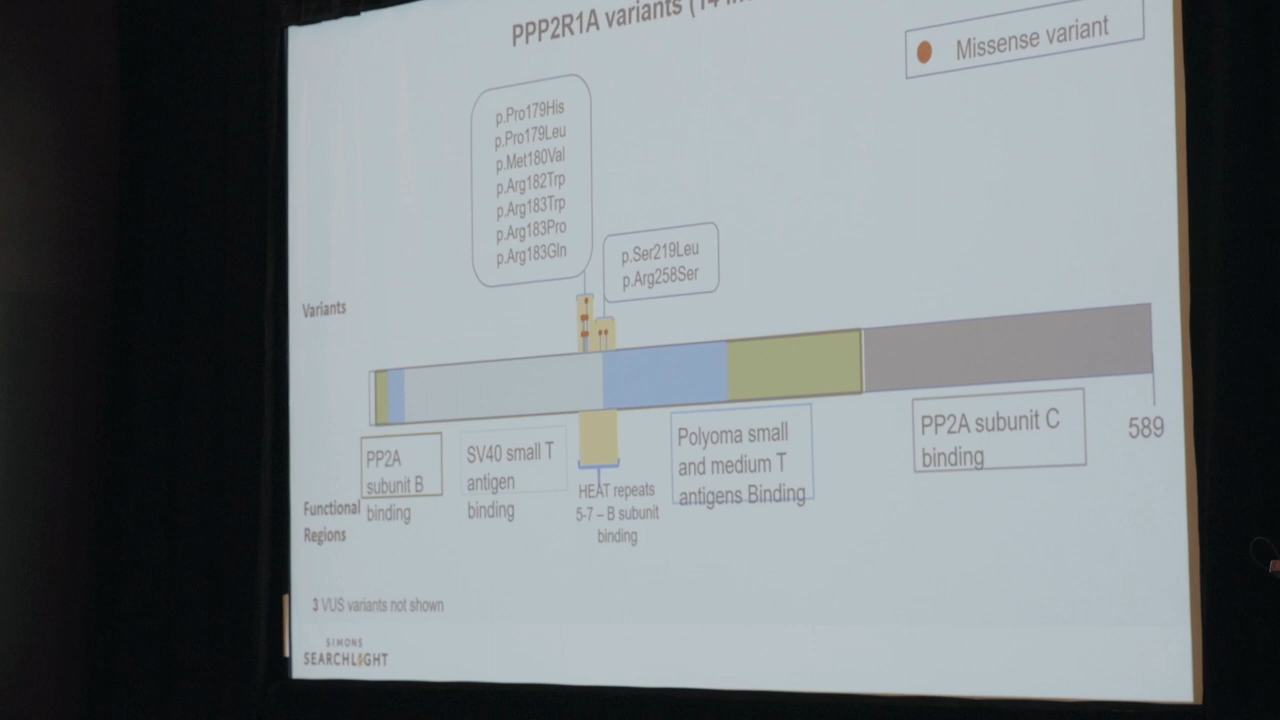 PPP2R1A variants (14
Missense variant
p.Pro179His
p.Pro179Leu
p.Met180Val
p.Arg182Trp
p.Arg183Trp
p.Arg183Pro
p.Arg183Gln
p.Ser219Leu
p.Arg258Ser
Variants
589
PP2A
subunit B
binding
SV40 small T
antigen
binding
HEAT repeats
5-7 – B subunit
binding
Polyoma small
and medium T
antigens Binding
PP2A subunit C
binding
Functional
Regions
3 VUS variants not shown
SIMONS
SEARCHLIGHT